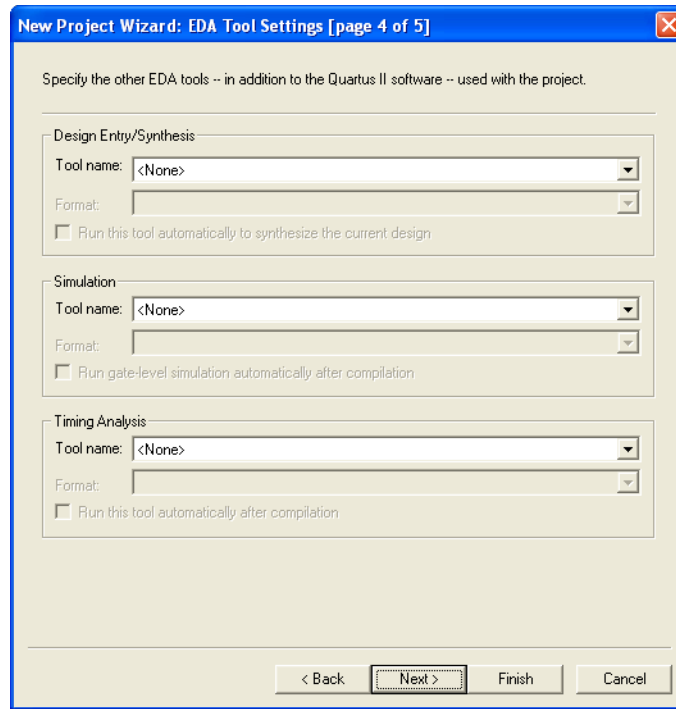 New Project Wizard: EDA Tool Settings [page 4 of 5]
Specify the other EDA tools -- in addition to the Quartus II software -- used with the project.
Design Entry/Synthesis
Tool name: <None>
Format:
Run this tool automatically to synthesize the current design
Simulation
Tool name: <None>
Format:
Run gate-level simulation automatically after compilation
Timing Analysis
Tool name: <None>
Format:
Run this tool automatically after compilation
< Back Next > Finish Cancel